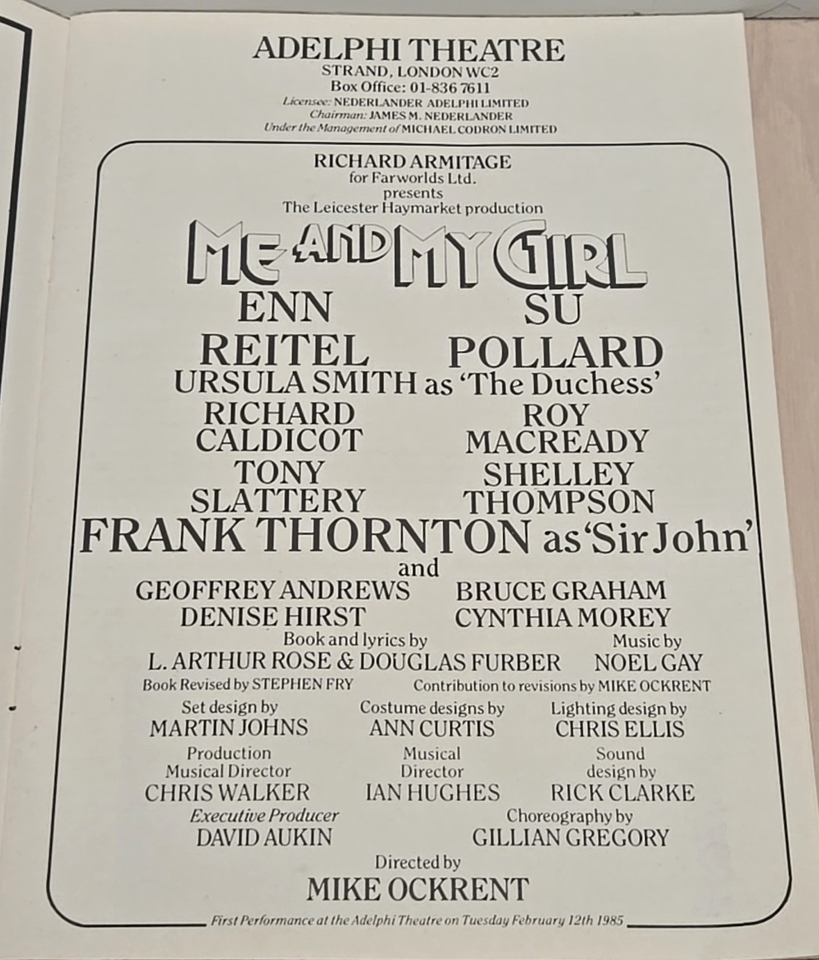 ADELPHI THEATRE
STRAND, LONDON WC2
Box Office: 01-836 7611
Licensee: NEDERLANDER ADELPHI LIMITED
Chairman: JAMES M. NEDERLANDER
Under the Management of MICHAEL CODRON LIMITED
RICHARD ARMITAGE
for Farworlds Ltd.
presents
The Leicester Haymarket production
ME AND MY GIRL
ENN SU
REITEL POLLARD
URSULA SMITH as 'The Duchess'
RICHARD ROY
CALDICOT MACREADY
TONY SHELLEY
SLATTERY THOMPSON
FRANK THORNTON as 'Sir John'
and
GEOFFREY ANDREWS BRUCE GRAHAM
DENISE HIRST CYNTHIA MOREY
Book and lyrics by Music by
L. ARTHUR ROSE & DOUGLAS FURBER NOEL GAY
Book Revised by STEPHEN FRY Contribution to revisions by MIKE OCKRENT
Set design by Costume designs by Lighting design by
MARTIN JOHNS ANN CURTIS CHRIS ELLIS
Production Musical Sound
Musical Director Director design by
CHRIS WALKER IAN HUGHES RICK CLARKE
Executive Producer Choreography by
DAVID AUKIN GILLIAN GREGORY
Directed by
MIKE OCKRENT
First Performance at the Adelphi Theatre on Tuesday February 12th 1985